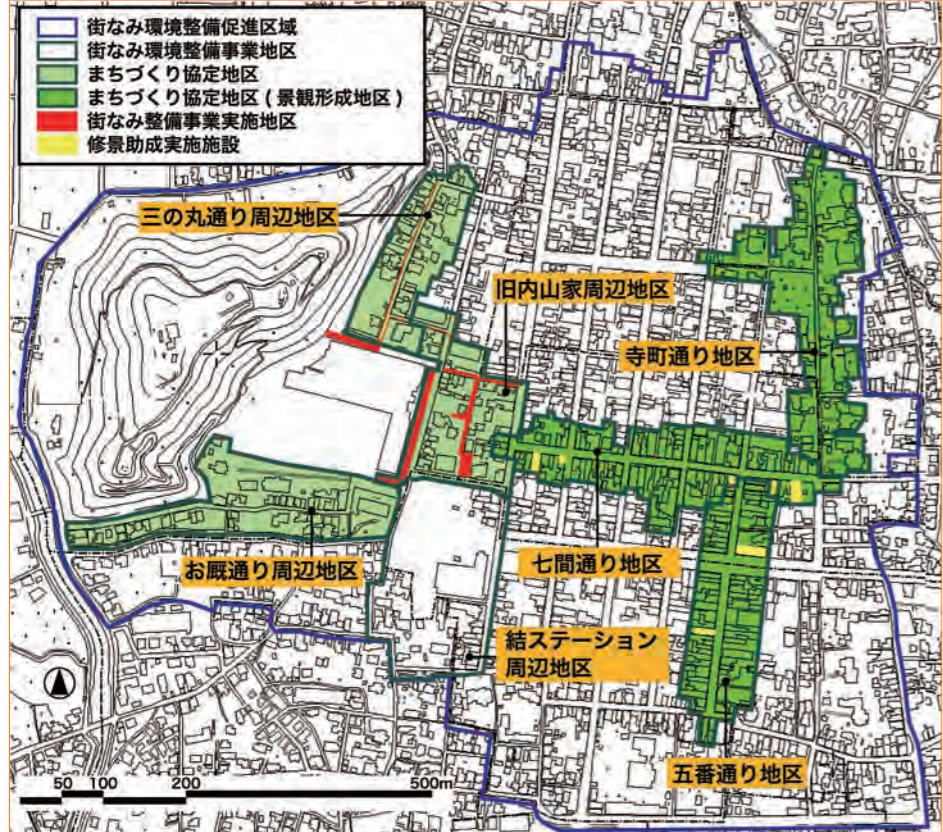 街なみ環境整備促進区域
街なみ環境整備事業地区
まちづくり協定地区
まちづくり協定地区(景観形成地区)
街なみ整備事業実施地区
修景助成実施施設
三の丸通り周辺地区
旧内山家周辺地区
寺町通り地区
お厩通り周辺地区
七間通り地区
結ステーション
周辺地区
五番通り地区
50 100 200 500m